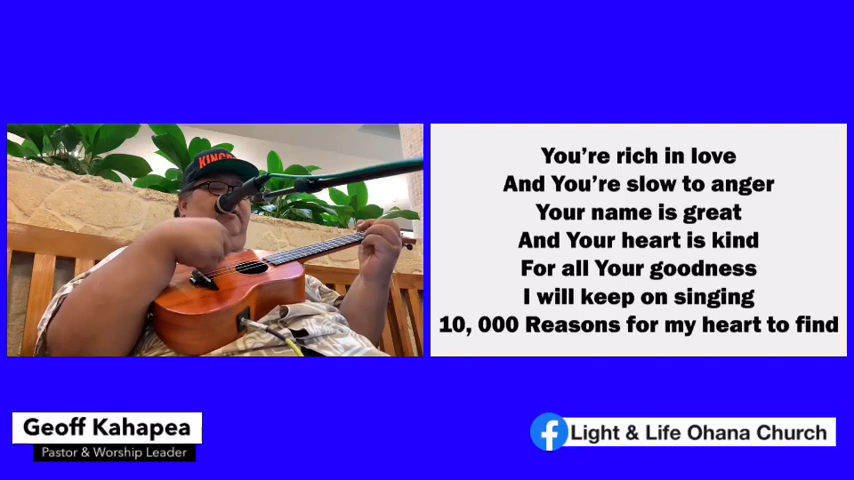 You're rich in love
And You're slow to anger
Your name is great
And Your heart is kind
For all Your goodness
I will keep on singing
10, 000 Reasons for my heart to find
Geoff Kahapea
Pastor & Worship Leader
Light & Life Ohana Church